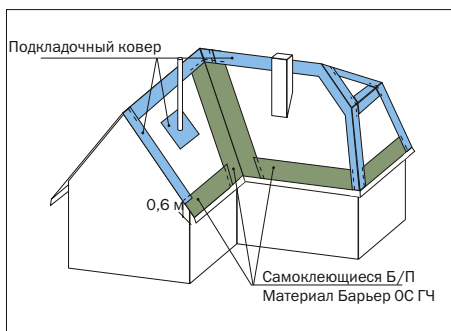 Подкладочный ковер
0,6 м
Самоклеющиеся Б/П
Материал Барьер ОС ГЧ